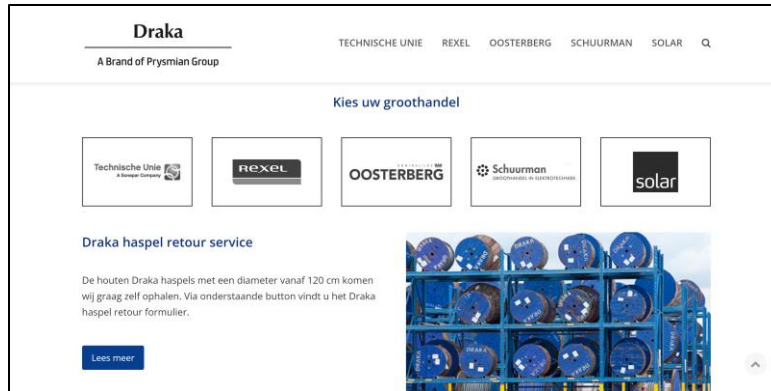 Draka
A Brand of Prysmian Group
TECHNISCHE UNIE REXEL OOSTERBERG SCHUURMAN SOLAR
Kies uw groothandel
Technische Unie
A Sonepar Company
REXEL
OOSTERBERG
Schuurman
GROOTHANDEL IN ELEKTROTECHNIEK
solar
Draka haspel retour service
De houten Draka haspels met een diameter vanaf 120 cm komen
wij graag zelf ophalen. Via onderstaande button vindt u het Draka
haspel retour formulier.
Lees meer
DRAKA